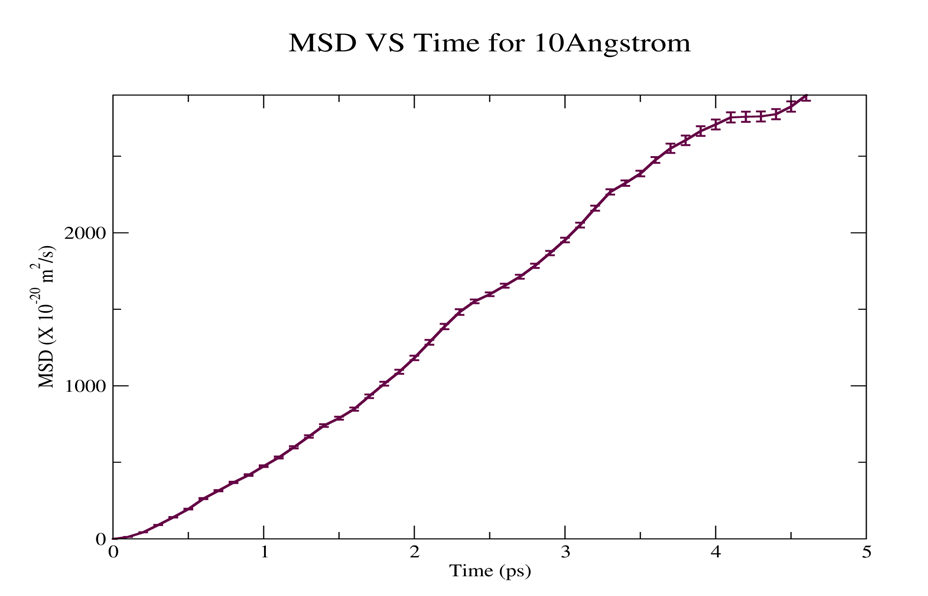 MSD VS Time for 10Angstrom
MSD (X 10⁻²⁰ m²/s)
2000
1000
0
0 1 2 3 4 5
Time (ps)